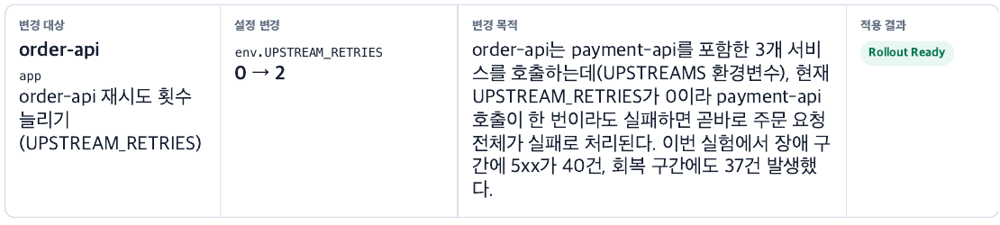 변경 대상
order-api
app
order-api 재시도 횟수
늘리기
(UPSTREAM_RETRIES)
설정 변경
env.UPSTREAM_RETRIES
0 → 2
변경 목적
order-api는 payment-api를 포함한 3개 서비
스를 호출하는데(UPSTREAMS 환경변수), 현재
UPSTREAM_RETRIES가 0이라 payment-api
호출이 한 번이라도 실패하면 곧바로 주문 요청
전체가 실패로 처리된다. 이번 실험에서 장애 구
간에 5xx가 40건, 회복 구간에도 37건 발생했
다.
적용 결과
Rollout Ready